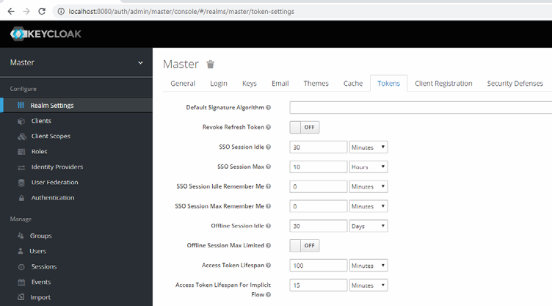 localhost:8080/auth/admin/master/console/#/realms/master/token-settings
KEYCLOAK
Master
Configure
Realm Settings
Clients
Client Scopes
Roles
Identity Providers
User Federation
Authentication
Manage
Groups
Users
Sessions
Events
Import
Master
General Login Keys Email Themes Cache Tokens Client Registration Security Defenses
Default Signature Algorithm
Revoke Refresh Token OFF
SSO Session Idle 30 Minutes
SSO Session Max 10 Hours
SSO Session Idle Remember Me 0 Minutes
SSO Session Max Remember Me 0 Minutes
Offline Session Idle 30 Days
Offline Session Max Limited OFF
Access Token Lifespan 100 Minutes
Access Token Lifespan For Implicit
Flow 15 Minutes